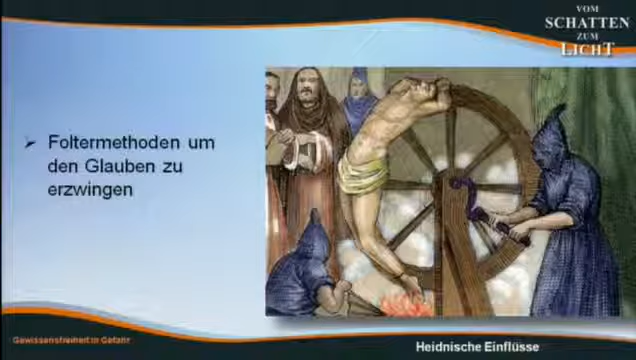 VOM
SCHATTEN
ZUM
LICHT
Foltermethoden um
den Glauben zu
erzwingen
Gewissensfreiheit in Gefahr
Heidnische Einflüsse